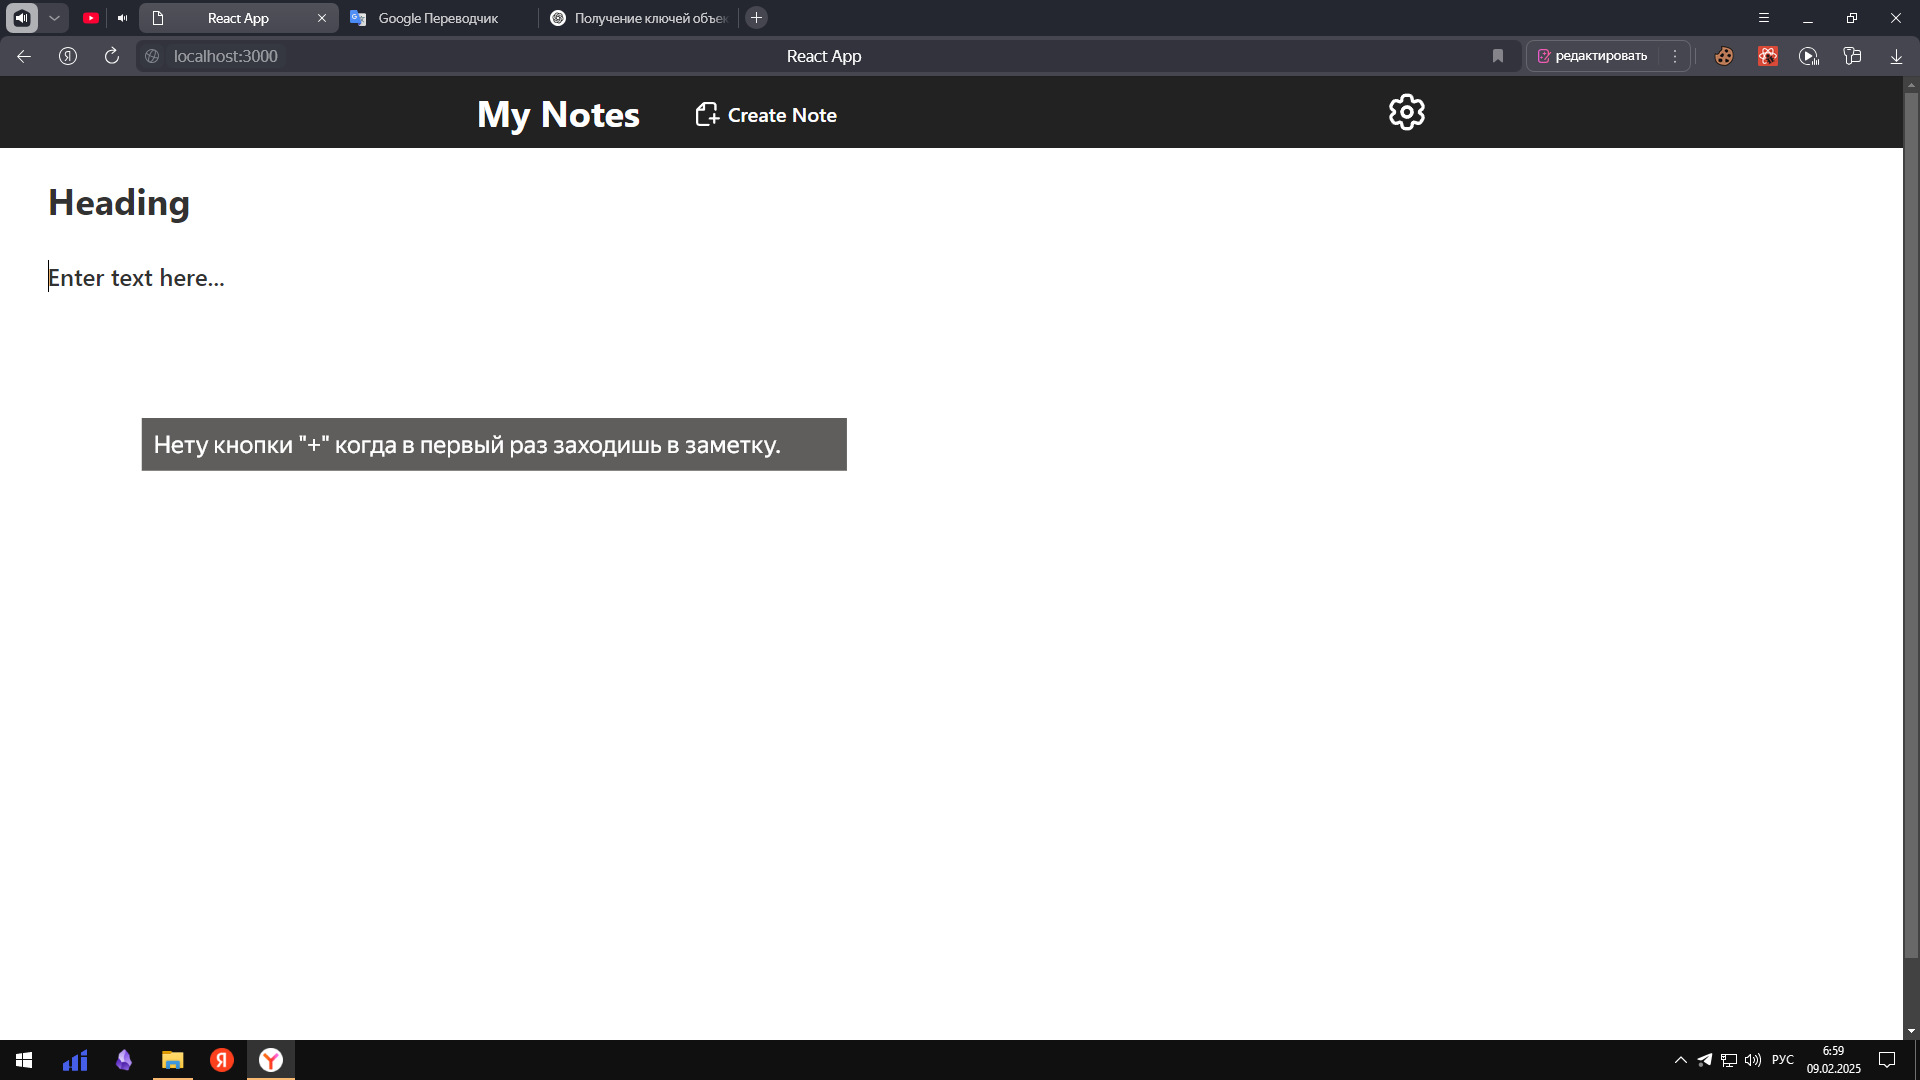 React App
Google Переводчик
Получение ключей объек
localhost:3000
React App
редактировать
My Notes
Create Note
Heading
Enter text here...
Нету кнопки "+" когда в первый раз заходишь в заметку.
РУС
6:59
09.02.2025